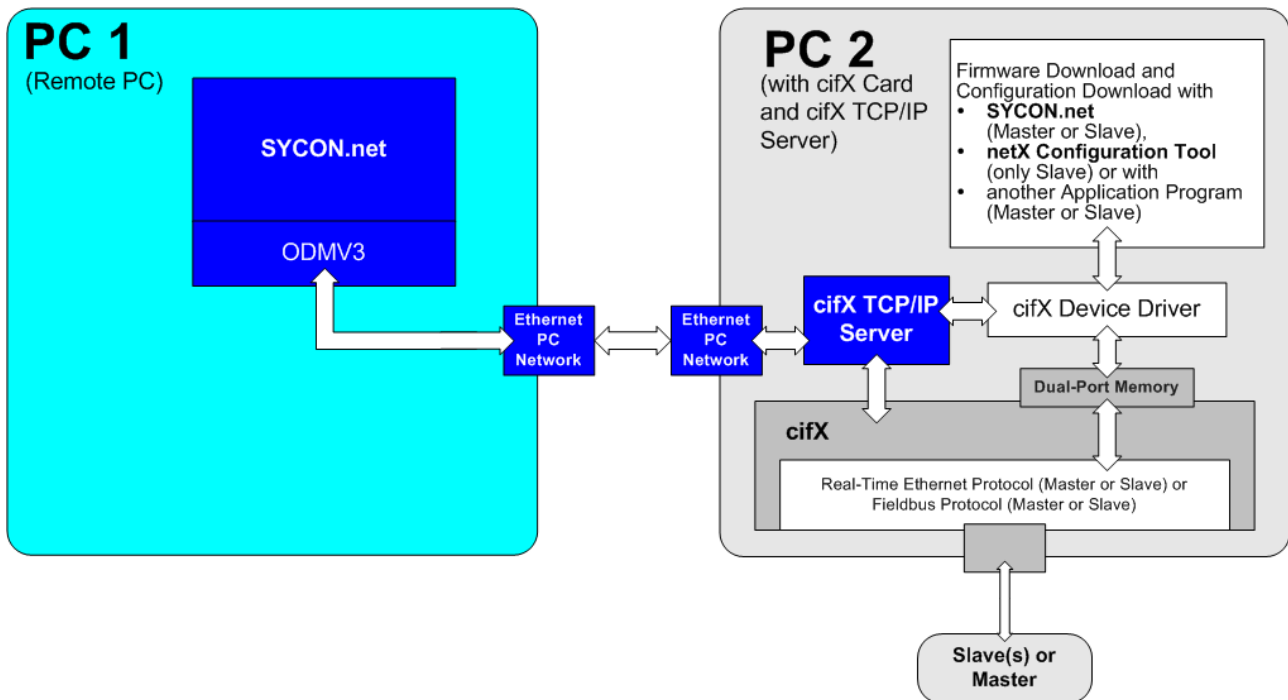 PC 1
(Remote PC)
SYCON.net
ODMV3
Ethernet
PC
Network
Ethernet
PC
Network
PC 2
(with cifX Card
and cifX TCP/IP
Server)
Firmware Download and
Configuration Download with
• SYCON.net
(Master or Slave),
• netX Configuration Tool
(only Slave) or with
• another Application Program
(Master or Slave)
cifX TCP/IP
Server
cifX Device Driver
Dual-Port Memory
cifX
Real-Time Ethernet Protocol (Master or Slave) or
Fieldbus Protocol (Master or Slave)
Slave(s) or
Master